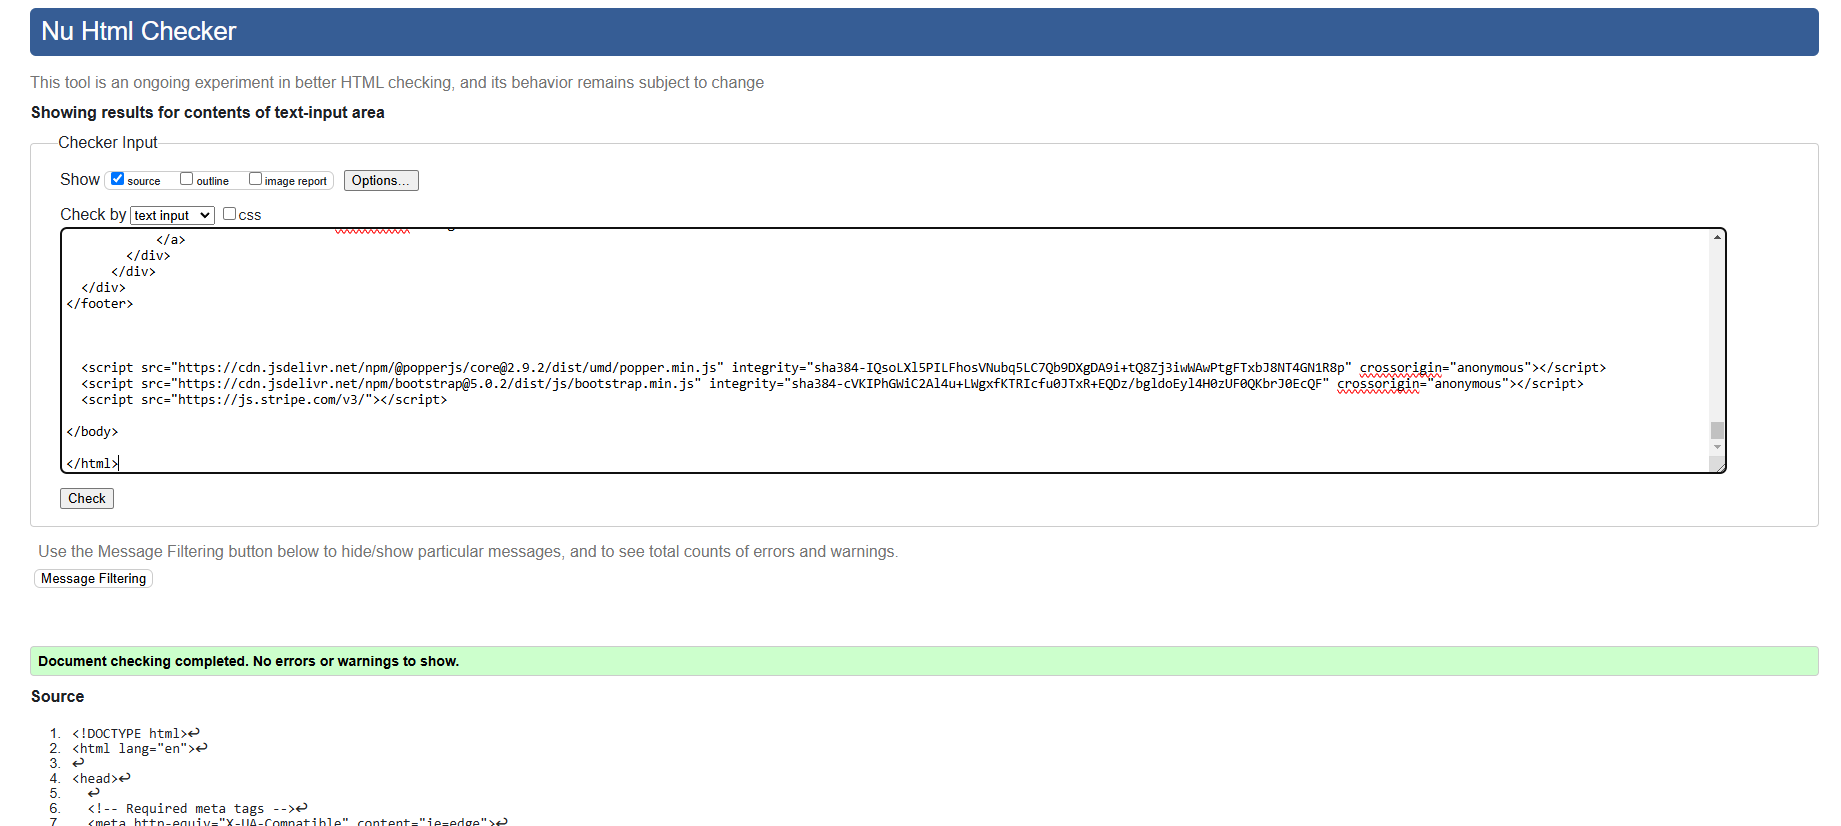 Nu Html Checker
This tool is an ongoing experiment in better HTML checking, and its behavior remains subject to change
Showing results for contents of text-input area
Checker Input
Show source outline image report Options...
Check by text input css
</a>
</div>
</div>
</div>
</footer>
<script src="https://cdn.jsdelivr.net/npm/@popperjs/core@2.9.2/dist/umd/popper.min.js" integrity="sha384-IQsoLXl5PILFhosVNubq5LC7Qb9DXgDA9i+tQ8Zj3iwWAwPtgFTxbJ8NT4GN1R8p" crossorigin="anonymous"></script>
<script src="https://cdn.jsdelivr.net/npm/bootstrap@5.0.2/dist/js/bootstrap.min.js" integrity="sha384-cVKIPhGWiC2Al4u+LWgxfKTRIcfu0JTxR+EQDz/bgldoEyl4H0zUF0QKbrJ0EcQF" crossorigin="anonymous"></script>
<script src="https://js.stripe.com/v3/"></script>
</body>
</html>
Check
Use the Message Filtering button below to hide/show particular messages, and to see total counts of errors and warnings.
Message Filtering
Document checking completed. No errors or warnings to show.
Source
1. <!DOCTYPE html>↩
2. <html lang="en">↩
3. ↩
4. <head>↩
5. ↩
6. <!-- Required meta tags -->↩
7. <meta http-equiv="X-UA-Compatible" content="ie=edge">↩